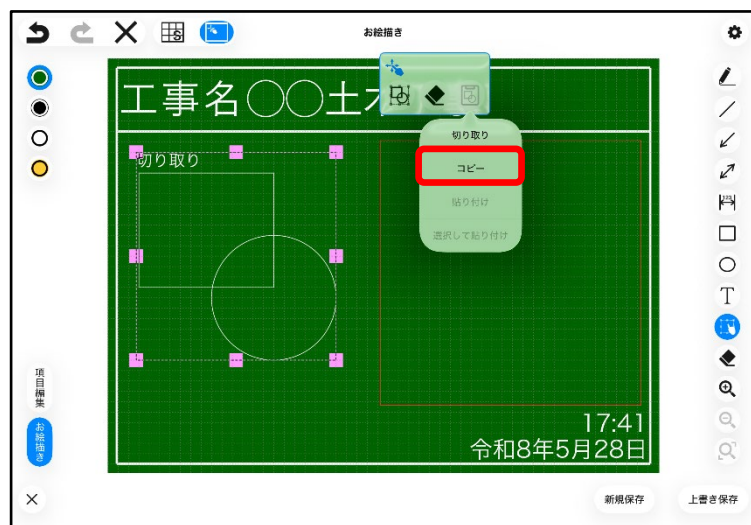 お絵描き
工事名〇〇土
切り取り
切り取り
コピー
貼り付け
選択して貼り付け
T
項目編集
お絵描き
17:41
令和8年5月28日
新規保存
上書き保存